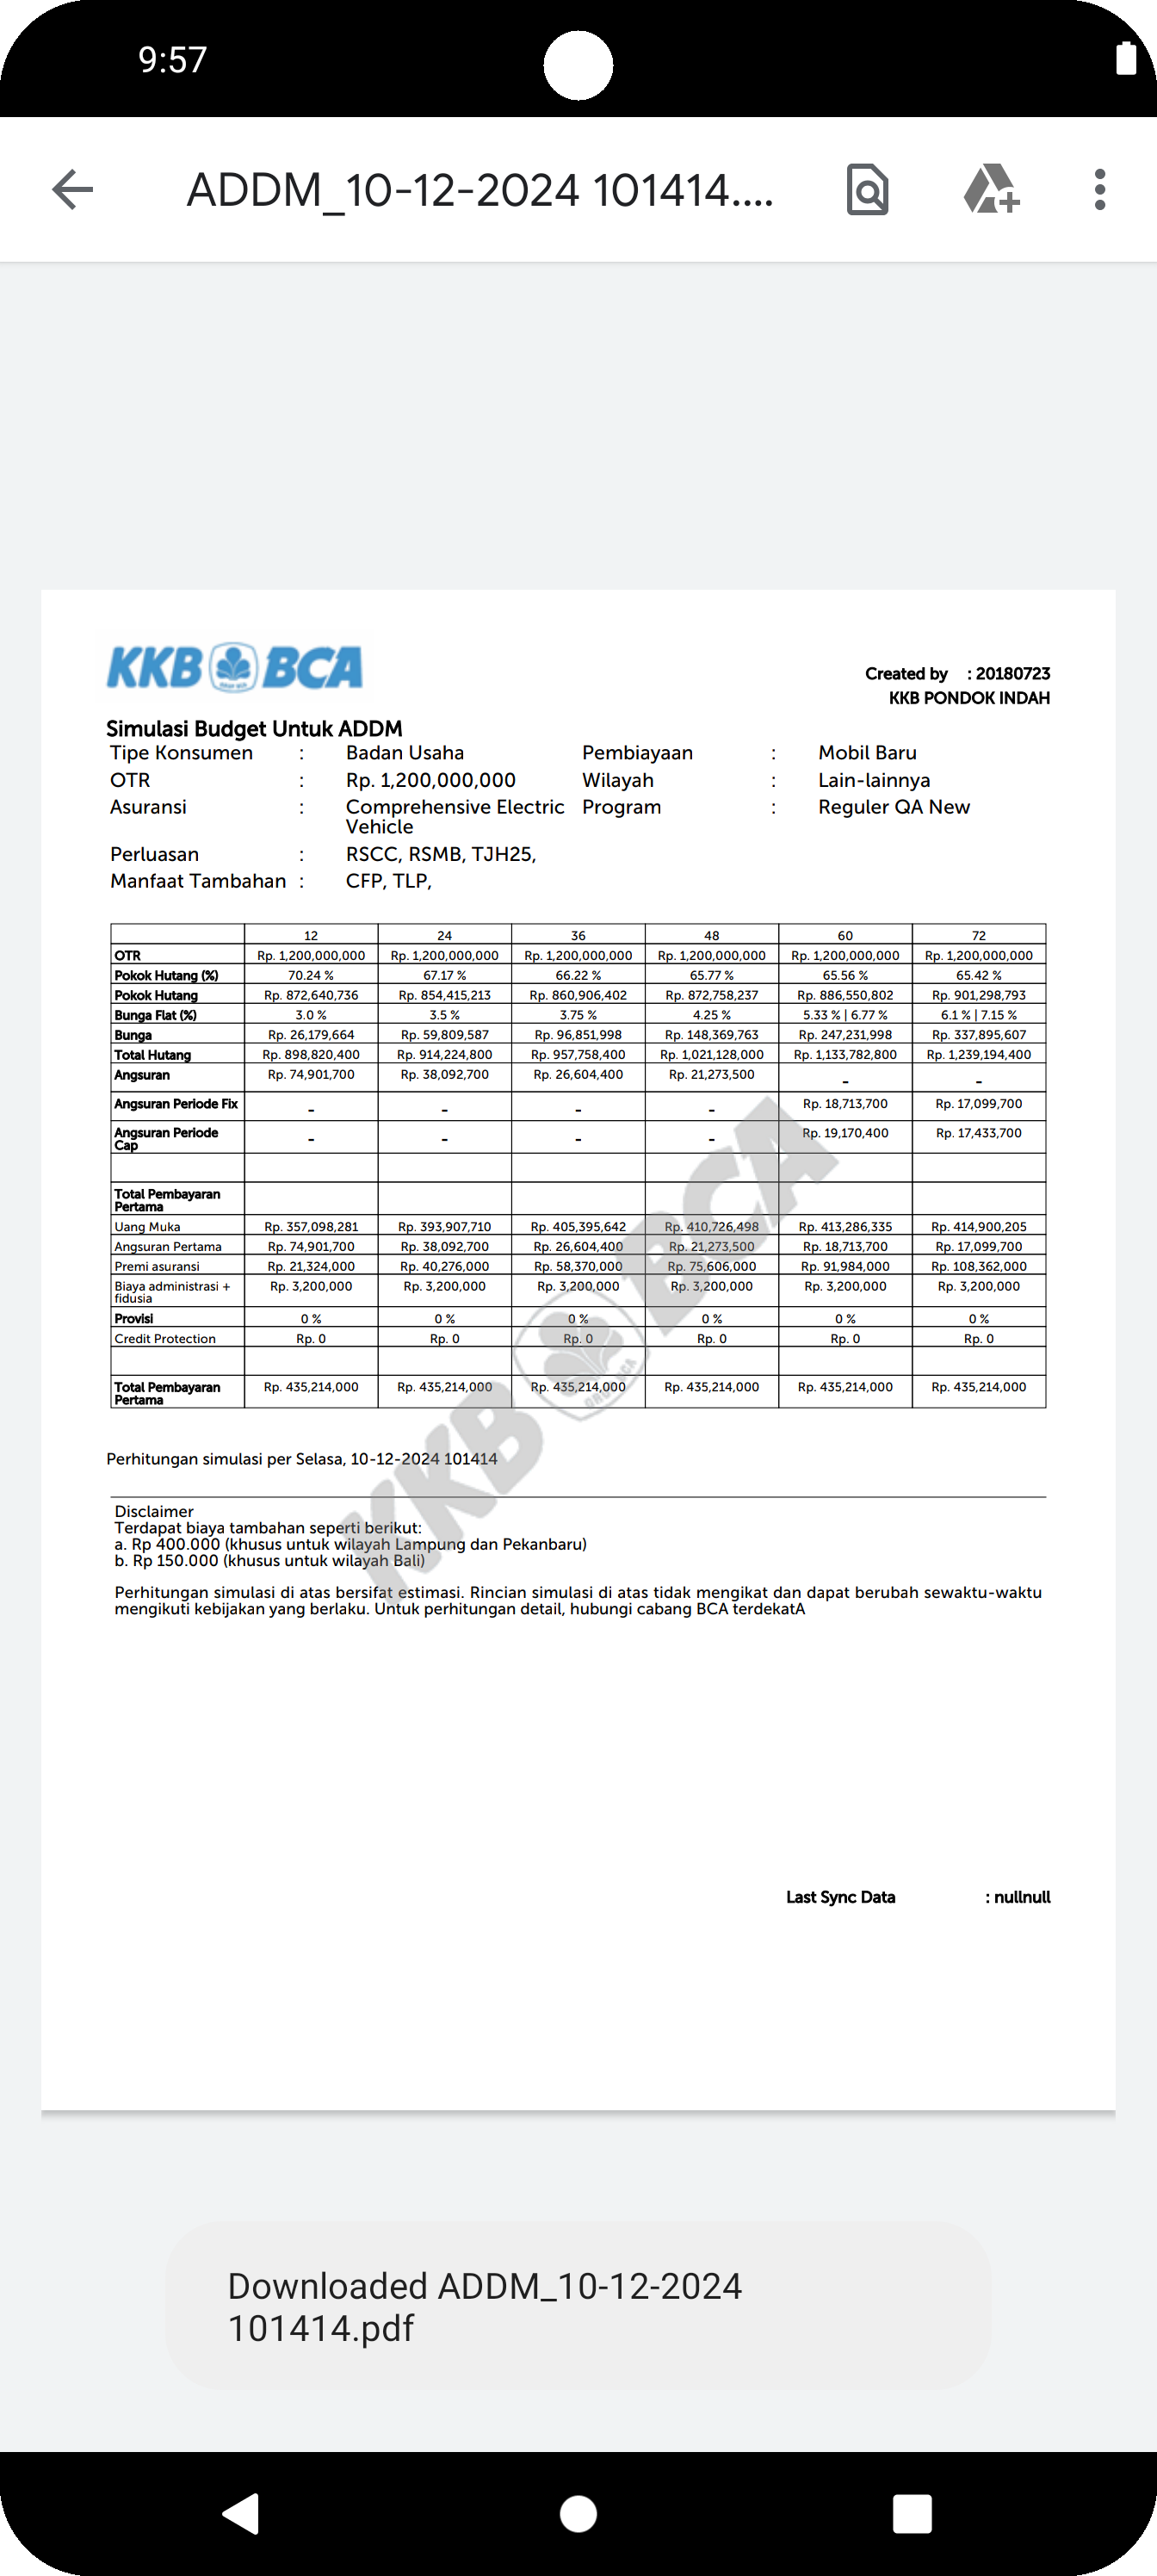 9:57
ADDM_10-12-2024 101414....
KKB BCA
Created by : 20180723
KKB PONDOK INDAH
Simulasi Budget Untuk ADDM
Tipe Konsumen : Badan Usaha Pembiayaan : Mobil Baru
OTR : Rp. 1,200,000,000 Wilayah : Lain-lainnya
Asuransi : Comprehensive Electric Program : Reguler QA New
Vehicle
Perluasan : RSCC, RSMB, TJH25,
Manfaat Tambahan : CFP, TLP,
12 24 36 48 60 72
OTR Rp. 1,200,000,000 Rp. 1,200,000,000 Rp. 1,200,000,000 Rp. 1,200,000,000 Rp. 1,200,000,000 Rp. 1,200,000,000
Pokok Hutang (%) 70.24 % 67.17 % 66.22 % 65.77 % 65.56 % 65.42 %
Pokok Hutang Rp. 872,640,736 Rp. 854,415,213 Rp. 860,906,402 Rp. 872,758,237 Rp. 886,550,802 Rp. 901,298,793
Bunga Flat (%) 3.0 % 3.5 % 3.75 % 4.25 % 5.33 % | 6.77 % 6.1 % | 7.15 %
Bunga Rp. 26,179,664 Rp. 59,809,587 Rp. 96,851,998 Rp. 148,369,763 Rp. 247,231,998 Rp. 337,895,607
Total Hutang Rp. 898,820,400 Rp. 914,224,800 Rp. 957,758,400 Rp. 1,021,128,000 Rp. 1,133,782,800 Rp. 1,239,194,400
Angsuran Rp. 74,901,700 Rp. 38,092,700 Rp. 26,604,400 Rp. 21,273,500 - -
Angsuran Periode Fix - - - - Rp. 18,713,700 Rp. 17,099,700
Angsuran Periode - - - - Rp. 19,170,400 Rp. 17,433,700
Cap
Total Pembayaran
Pertama
Uang Muka Rp. 357,098,281 Rp. 393,907,710 Rp. 405,395,642 Rp. 410,726,498 Rp. 413,286,335 Rp. 414,900,205
Angsuran Pertama Rp. 74,901,700 Rp. 38,092,700 Rp. 26,604,400 Rp. 21,273,500 Rp. 18,713,700 Rp. 17,099,700
Premi asuransi Rp. 21,324,000 Rp. 40,276,000 Rp. 58,370,000 Rp. 75,606,000 Rp. 91,984,000 Rp. 108,362,000
Biaya administrasi + Rp. 3,200,000 Rp. 3,200,000 Rp. 3,200,000 Rp. 3,200,000 Rp. 3,200,000 Rp. 3,200,000
fidusia
Provisi 0 % 0 % 0 % 0 % 0 % 0 %
Credit Protection Rp. 0 Rp. 0 Rp. 0 Rp. 0 Rp. 0 Rp. 0
Total Pembayaran Rp. 435,214,000 Rp. 435,214,000 Rp. 435,214,000 Rp. 435,214,000 Rp. 435,214,000 Rp. 435,214,000
Pertama
KKB BCA
Perhitungan simulasi per Selasa, 10-12-2024 101414
Disclaimer
Terdapat biaya tambahan seperti berikut:
a. Rp 400.000 (khusus untuk wilayah Lampung dan Pekanbaru)
b. Rp 150.000 (khusus untuk wilayah Bali)
Perhitungan simulasi di atas bersifat estimasi. Rincian simulasi di atas tidak mengikat dan dapat berubah sewaktu-waktu
mengikuti kebijakan yang berlaku. Untuk perhitungan detail, hubungi cabang BCA terdekatA
Last Sync Data : nullnull
Downloaded ADDM_10-12-2024
101414.pdf